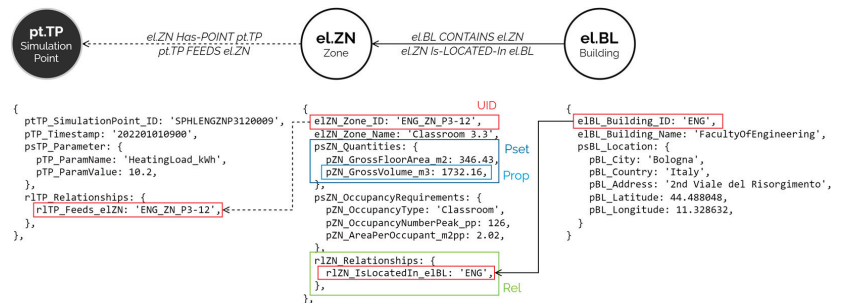 pt.TP
Simulation
Point
el.ZN Has-POINT pt.TP
pt.TP FEEDS el.ZN
el.ZN
Zone
el.BL CONTAINS el.ZN
el.ZN Is-LOCATED-In el.BL
el.BL
Building
{
ptTP_SimulationPoint_ID: 'SPHLENGZNP3120009',
pTP_Timestamp: '202201010900',
psTP_Parameter: {
pTP_ParamName: 'HeatingLoad_kWh',
pTP_ParamValue: 10.2,
},
rlTP_Relationships: {
rlTP_Feeds_elZN: 'ENG_ZN_P3-12',
},
},
UID
{
elZN_Zone_ID: 'ENG_ZN_P3-12',
elZN_Zone_Name: 'Classroom 3.3',
psZN_Quantities: {
pZN_GrossFloorArea_m2: 346.43,
pZN_GrossVolume_m3: 1732.16,
},
Pset
Prop
psZN_OccupancyRequirements: {
pZN_OccupancyType: 'Classroom',
pZN_OccupancyNumberPeak_pp: 126,
pZN_AreaPerOccupant_m2pp: 2.02,
},
rlZN_Relationships: {
rlZN_IsLocatedIn_elBL: 'ENG',
},
Rel
},
{
elBL_Building_ID: 'ENG',
elBL_Building_Name: 'FacultyOfEngineering',
psBL_Location: {
pBL_City: 'Bologna',
pBL_Country: 'Italy',
pBL_Address: '2nd Viale del Risorgimento',
pBL_Latitude: 44.488048,
pBL_Longitude: 11.328632,
}
}